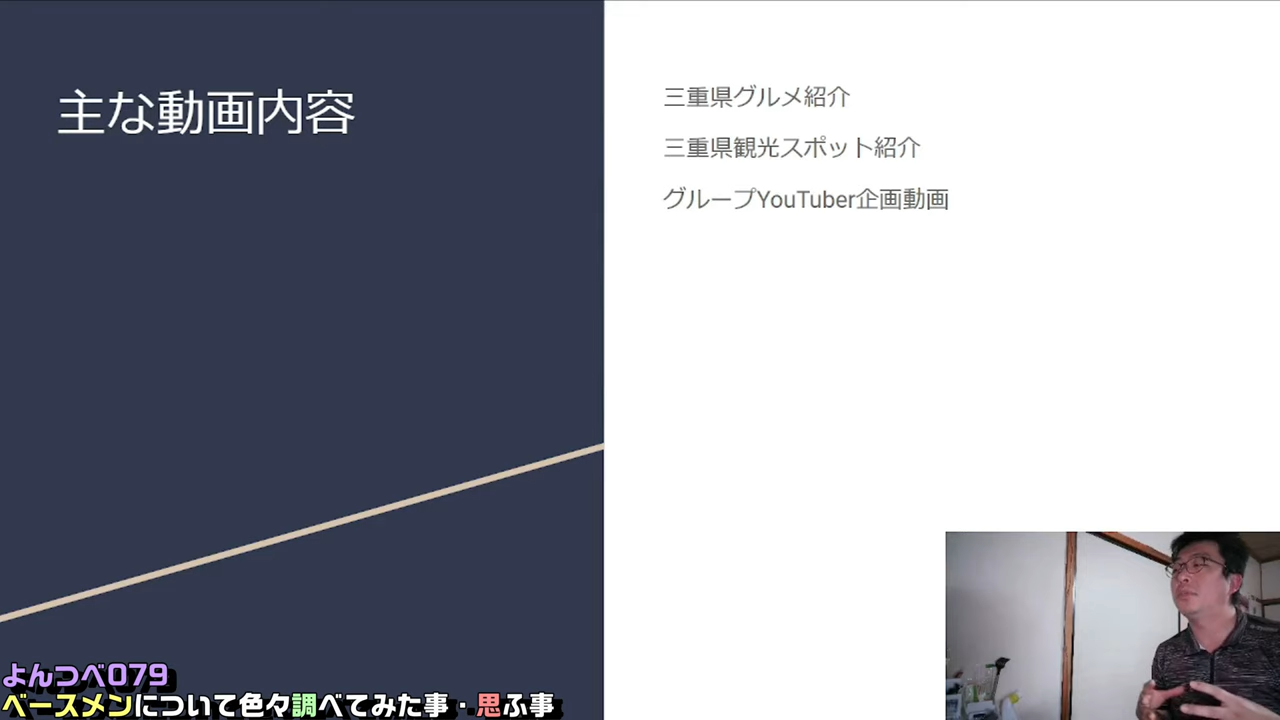 主な動画内容
三重県グルメ紹介
三重県観光スポット紹介
グループYouTuber企画動画
よんつべ079
ベースメンについて色々調べてみた事・思ふ事